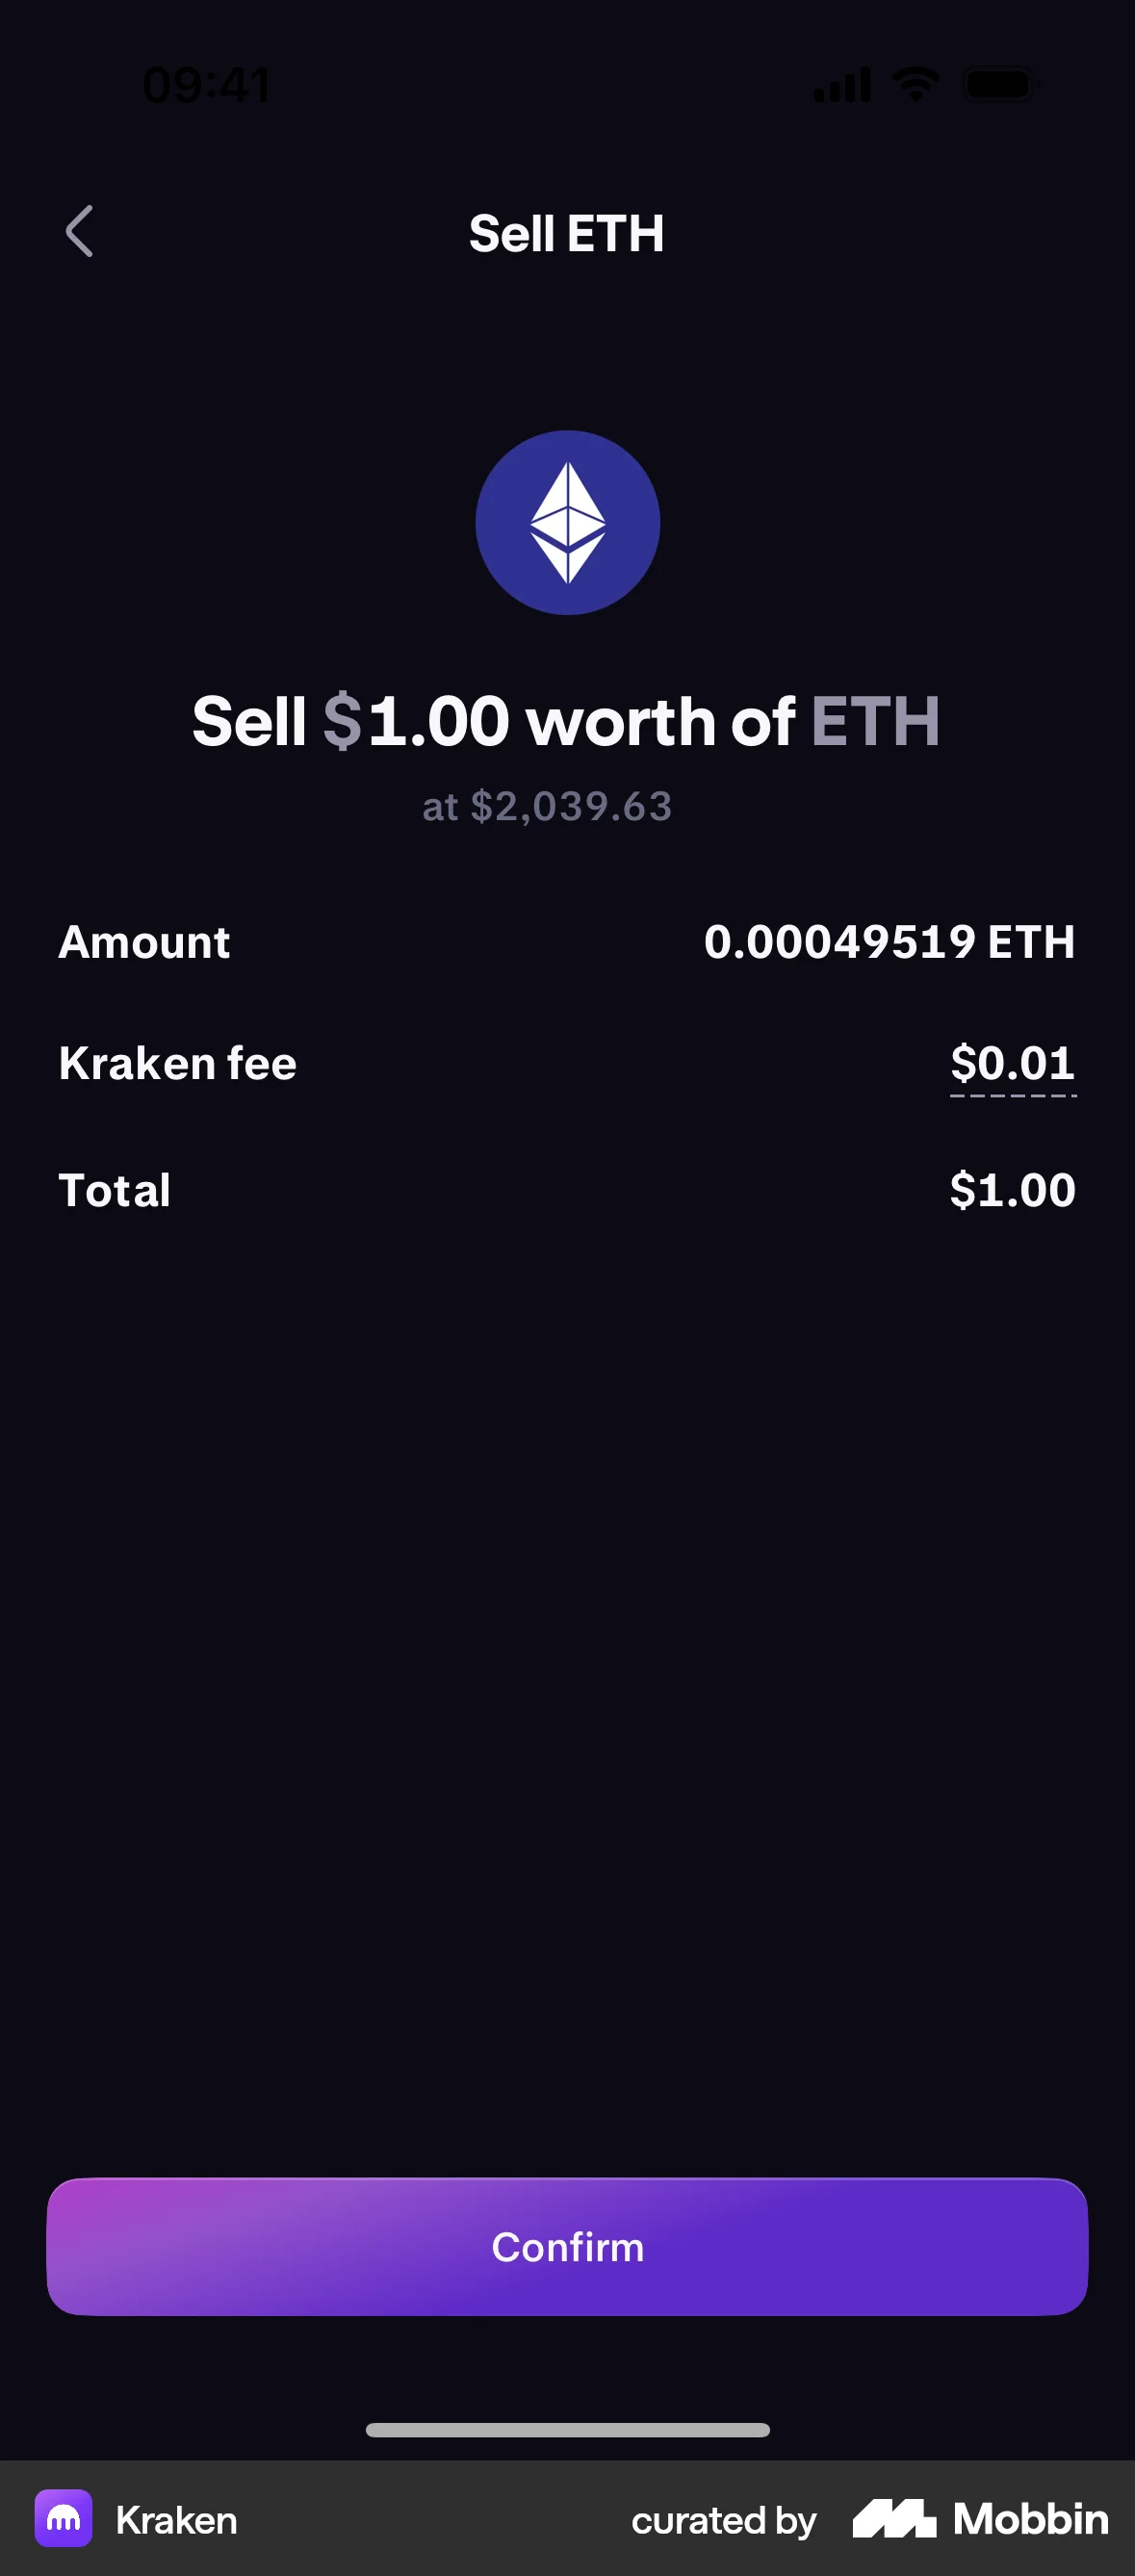 09:41
Sell ETH
Sell $1.00 worth of ETH
at $2,039.63
Amount 0.00049519 ETH
Kraken fee $0.01
Total $1.00
Confirm
Kraken curated by Mobbin